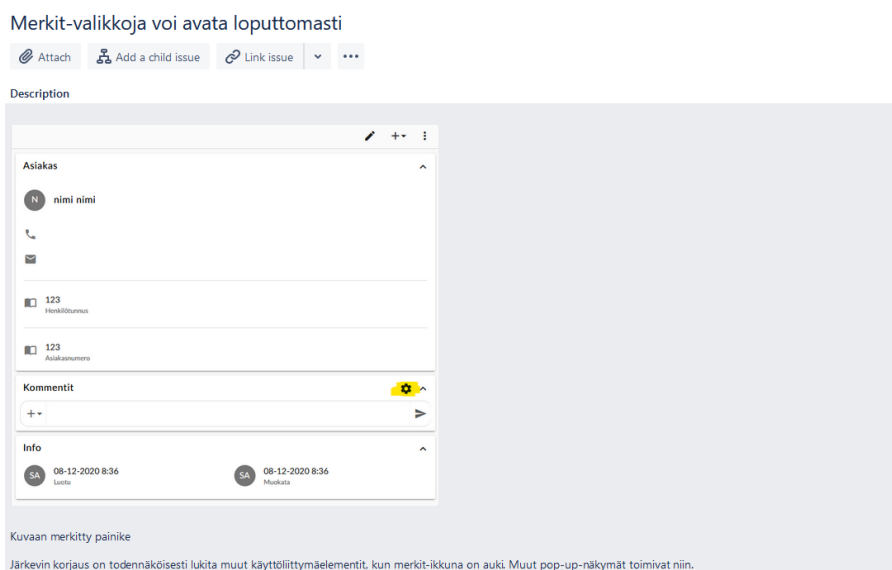 Merkit-valikkoja voi avata loputtomasti
Attach Add a child issue Link issue
Description
Asiakas
N nimi nimi
123
Henkilötunnus
123
Asiakasnumero
Kommentit
Info
SA 08-12-2020 8:36 SA 08-12-2020 8:36
Luotu Muokata
Kuvaan merkitty painike
Järkevin korjaus on todennäköisesti lukita muut käyttöliittymäelementit, kun merkit-ikkuna on auki. Muut pop-up-näkymät toimivat niin.